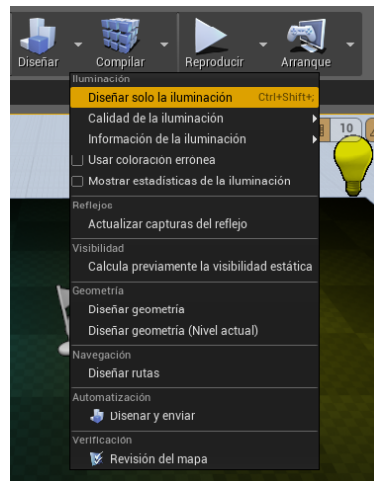 Diseñar
Compilar
Reproducir
Arranque
Iluminación
Diseñar solo la iluminación Ctrl+Shift+;
Calidad de la iluminación
10
Información de la iluminación
Usar coloración errónea
Mostrar estadísticas de la iluminación
Reflejos
Actualizar capturas del reflejo
Visibilidad
Calcula previamente la visibilidad estática
Geometría
Diseñar geometría
Diseñar geometría (Nivel actual)
Navegación
Diseñar rutas
Automatización
Disenar y enviar
Verificación
Revisión del mapa